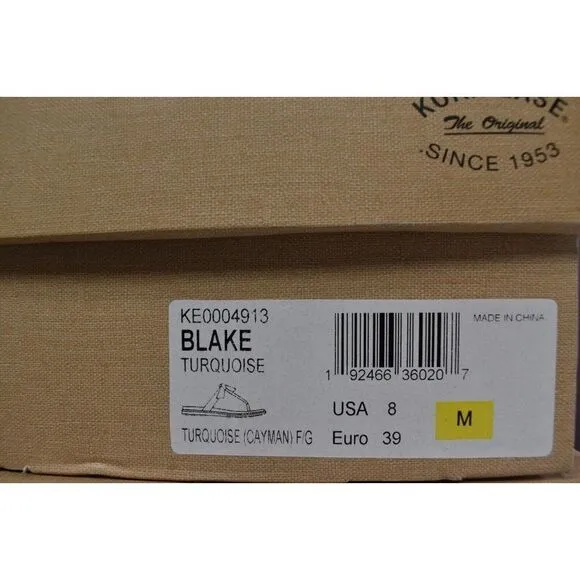 The Original
SINCE 1953
KE0004913
BLAKE
TURQUOISE
TURQUOISE (CAYMAN) F/G
1 92466 36020 7
MADE IN CHINA
USA 8
Euro 39
M